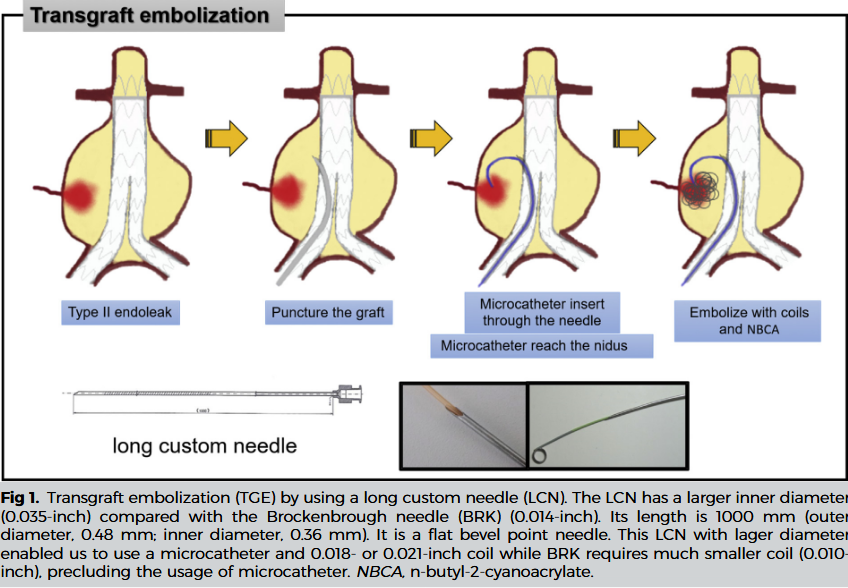 Transgraft embolization
Type II endoleak
Puncture the graft
Microcatheter insert
through the needle
Microcatheter reach the nidus
Embolize with coils
and NBCA
long custom needle
Fig 1. Transgraft embolization (TGE) by using a long custom needle (LCN). The LCN has a larger inner diameter
(0.035-inch) compared with the Brockenbrough needle (BRK) (0.014-inch). Its length is 1000 mm (outer
diameter, 0.48 mm; inner diameter, 0.36 mm). It is a flat bevel point needle. This LCN with lager diameter
enabled us to use a microcatheter and 0.018- or 0.021-inch coil while BRK requires much smaller coil (0.010-
inch), precluding the usage of microcatheter. NBCA, n-butyl-2-cyanoacrylate.